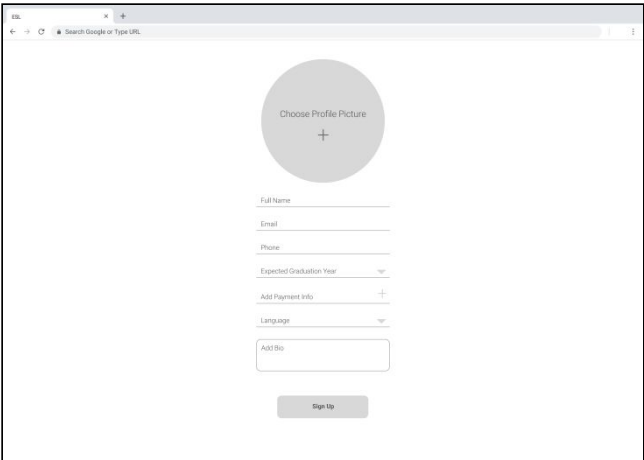 ESL
Search Google or Type URL
Choose Profile Picture
Full Name
Email
Phone
Expected Graduation Year
Add Payment Info
Language
Add Bio
Sign Up